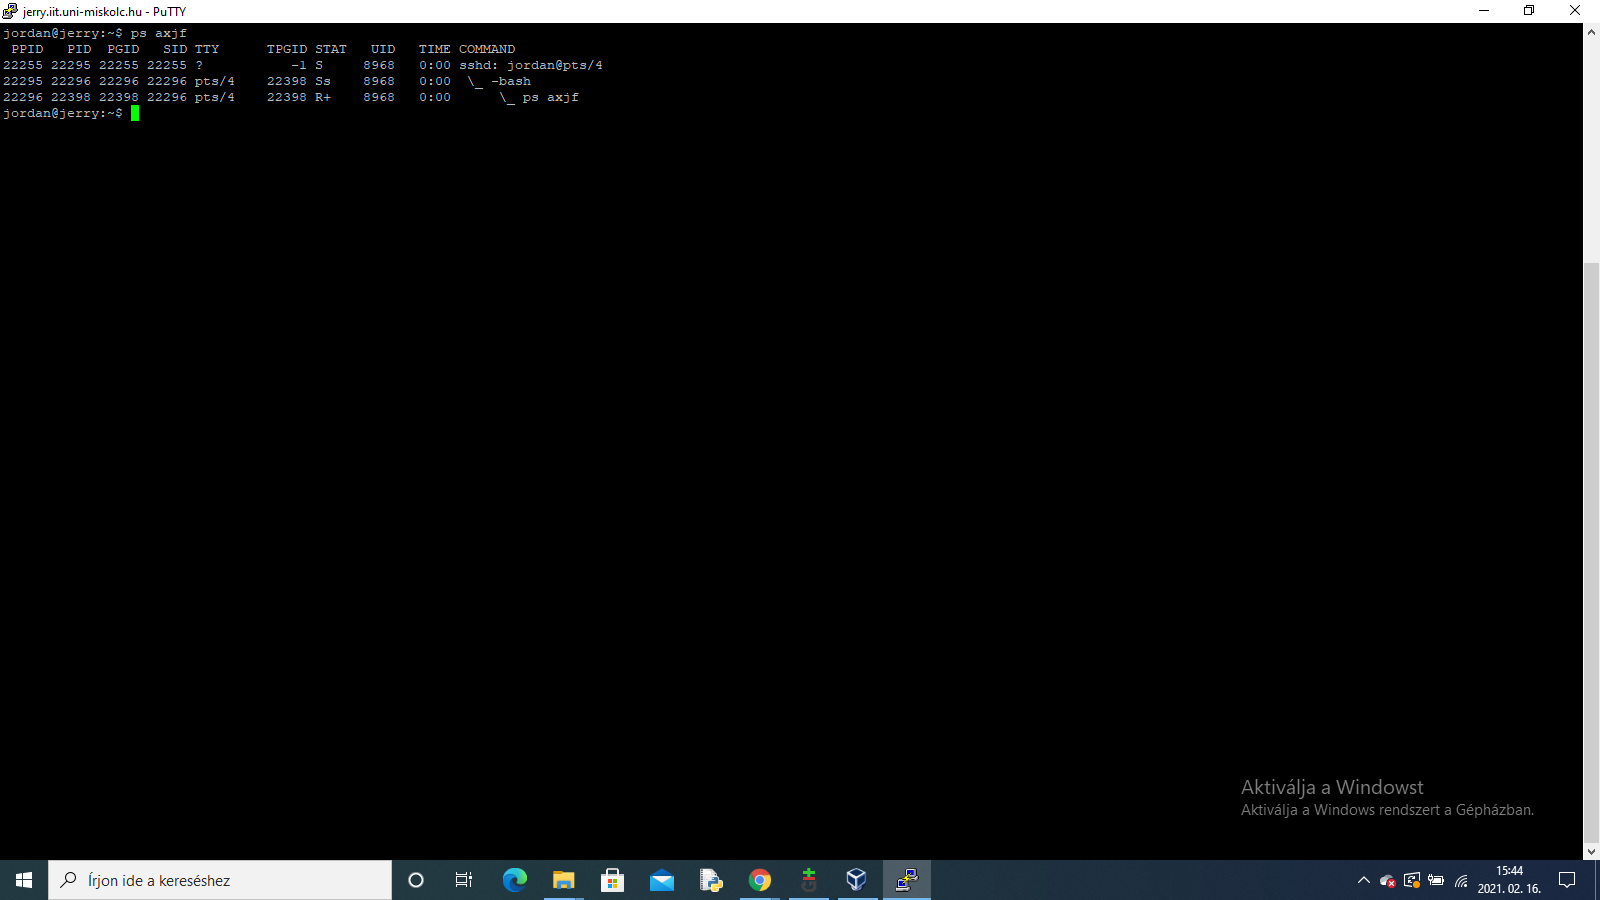 jerry.iit.uni-miskolc.hu - PuTTY
jordan@jerry:~$ ps axjf
 PPID   PID  PGID   SID TTY      TPGID STAT   UID   TIME COMMAND
22255 22295 22255 22255 ?           -1 S     8968   0:00 sshd: jordan@pts/4
22295 22296 22296 22296 pts/4    22398 Ss    8968   0:00  \_ -bash
22296 22398 22398 22296 pts/4    22398 R+    8968   0:00      \_ ps axjf
jordan@jerry:~$
Aktiválja a Windowst
Aktiválja a Windows rendszert a Gépházban.
Írjon ide a kereséshez
15:44
2021. 02. 16.